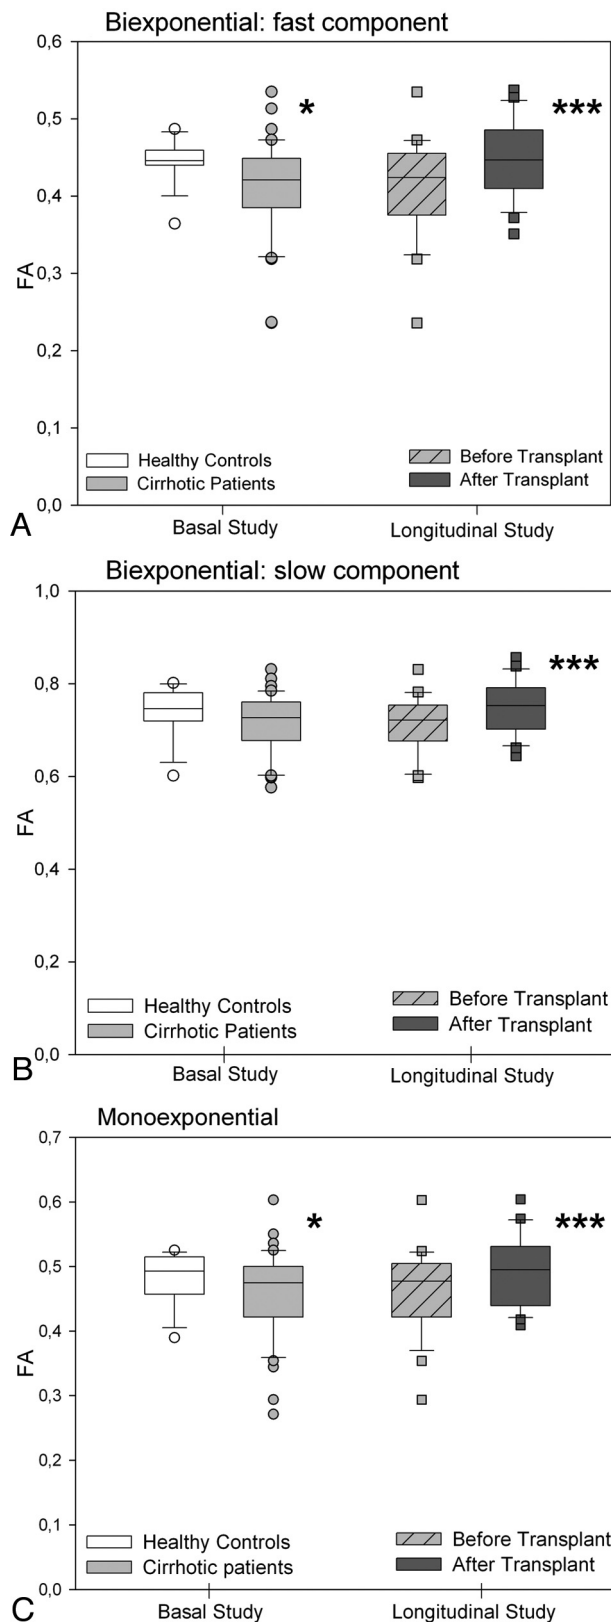 Biexponential: fast component
0,6
0,5
*
***
0,4
0,3
FA
0,2
0,1
Healthy Controls
Before Transplant
Cirrhotic Patients
After Transplant
0,0
A
Basal Study
Longitudinal Study
Biexponential: slow component
1,0
0,8
***
0,6
FA
0,4
0,2
Healthy Controls
Before Transplant
Cirrhotic Patients
After Transplant
0,0
B
Basal Study
Longitudinal Study
Monoexponential
0,7
0,6
*
***
0,5
0,4
FA
0,3
0,2
0,1
Healthy Controls
Before Transplant
Cirrhotic patients
After Transplant
0,0
C
Basal Study
Longitudinal Study